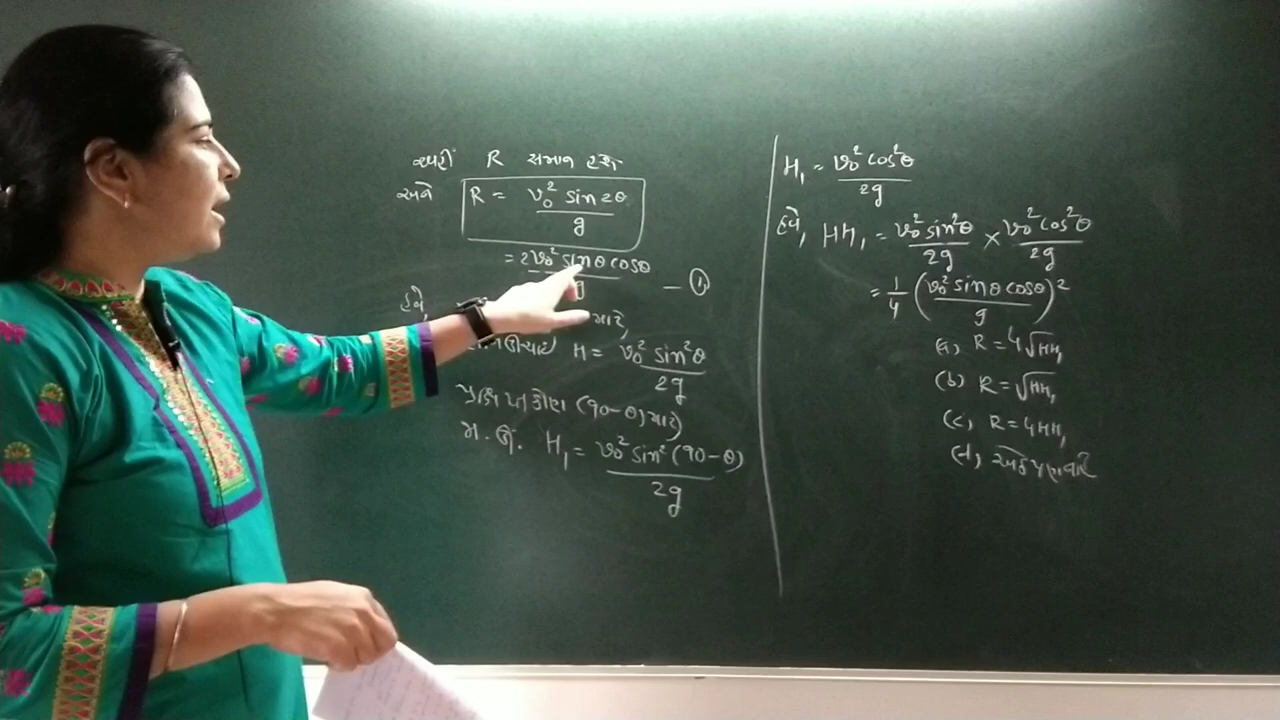 અહીં R સમાન હશે
અને R = v₀² sin2θ / g
= 2v₀² sinθ cosθ / g — ①
હવે, માટે,
H = v₀² sin²θ / 2g
પ્રક્ષિપ્ત કોણ (90-θ) માટે
મ.ઊં. H₁ = v₀² sin² (90-θ) / 2g
H₁ = v₀² cos²θ / 2g
હવે, HH₁ = v₀² sin²θ / 2g × v₀² cos²θ / 2g
= 1/4 (v₀² sinθ cosθ / g)²
(a) R = 4√HH₁
(b) R = √HH₁
(c) R = 4HH₁
(d) એકપણ નહિ